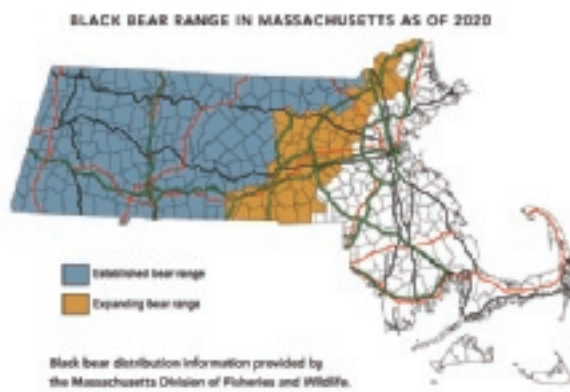 BLACK BEAR RANGE IN MASSACHUSETTS AS OF 2020
Established bear range
Expanding bear range
Black bear distribution information provided by
the Massachusetts Division of Fisheries and Wildlife.